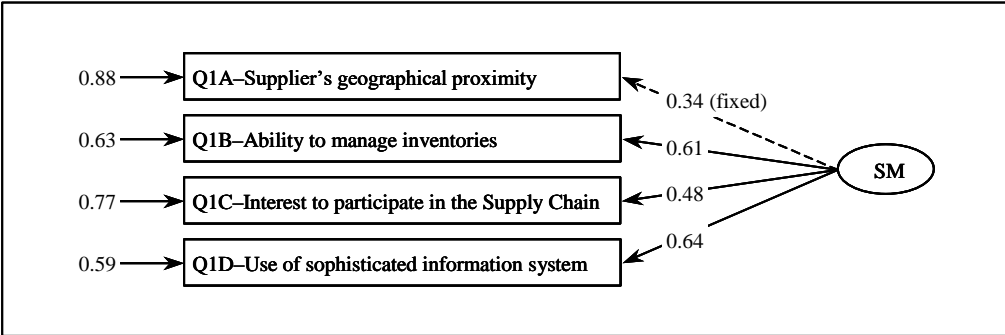 0.88
Q1A–Supplier's geographical proximity
0.34 (fixed)
0.63
Q1B–Ability to manage inventories
0.61
SM
0.77
Q1C–Interest to participate in the Supply Chain
0.48
0.59
Q1D–Use of sophisticated information system
0.64